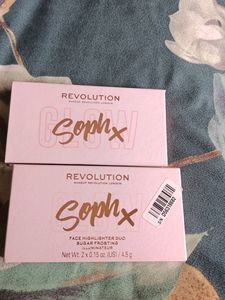 REVOLUTION
MAKEUP REVOLUTION LONDON
GLOW
Soph x
REVOLUTION
MAKEUP REVOLUTION LONDON
Soph x
FACE HIGHLIGHTER DUO
SUGAR FROSTING
ILLUMINATEUR
Net Wt. 2 x 0.15 oz. (US) / 4.5 g